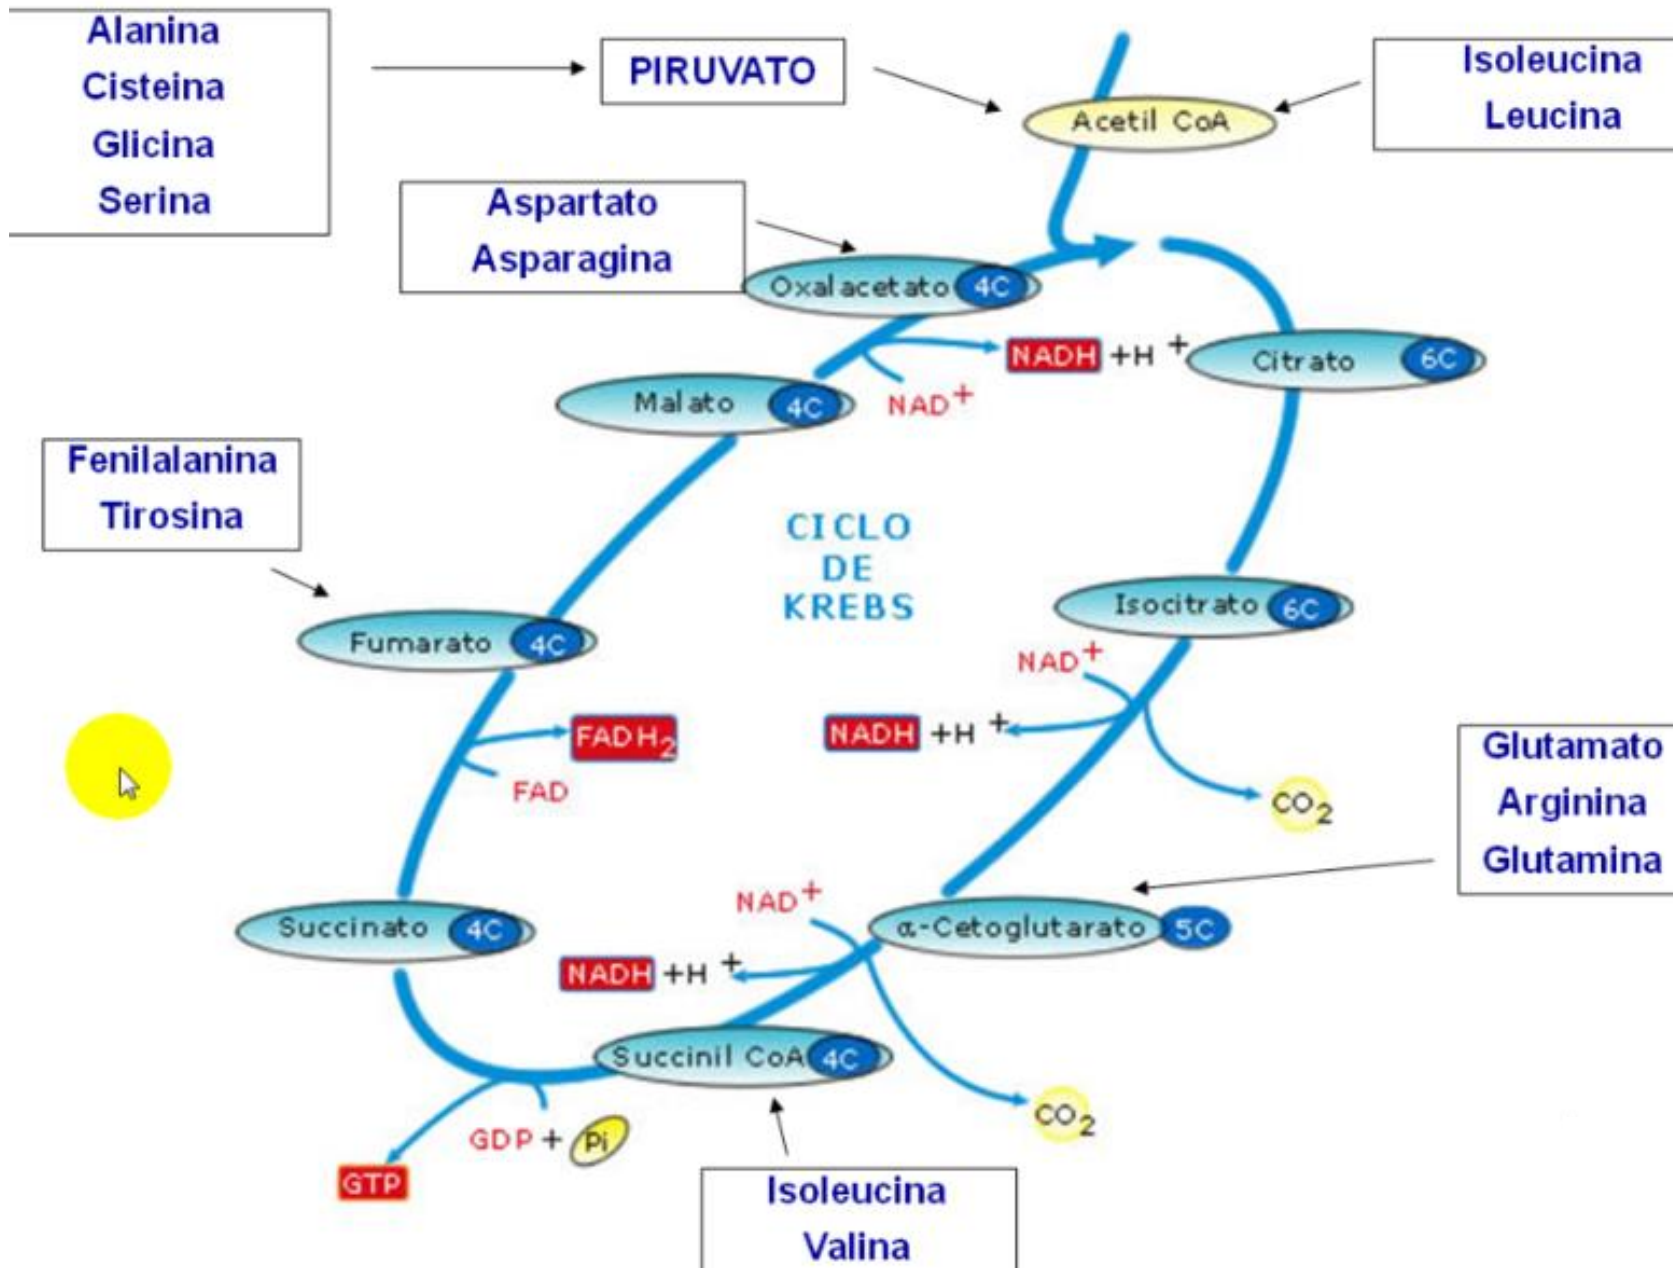 Alanina
Cisteina
Glicina
Serina
PIRUVATO
Acetil CoA
Isoleucina
Leucina
Aspartato
Asparagina
Oxalacetato 4C
NADH +H +
NAD+
Citrato 6C
Malato 4C
Fenilalanina
Tirosina
CICLO
DE
KREBS
Isocitrato 6C
Fumarato 4C
NAD+
NADH +H +
FADH2
FAD
CO2
Glutamato
Arginina
Glutamina
NAD+
α-Cetoglutarato 5C
Succinato 4C
NADH +H +
Succinil CoA 4C
CO2
GDP + Pi
GTP
Isoleucina
Valina